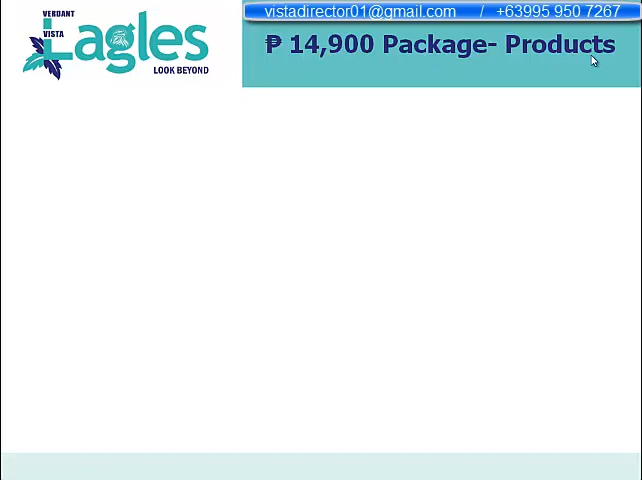 VERDANT
VISTA
Eagles
LOOK BEYOND
vistadirector01@gmail.com / +63995 950 7267
₱ 14,900 Package- Products